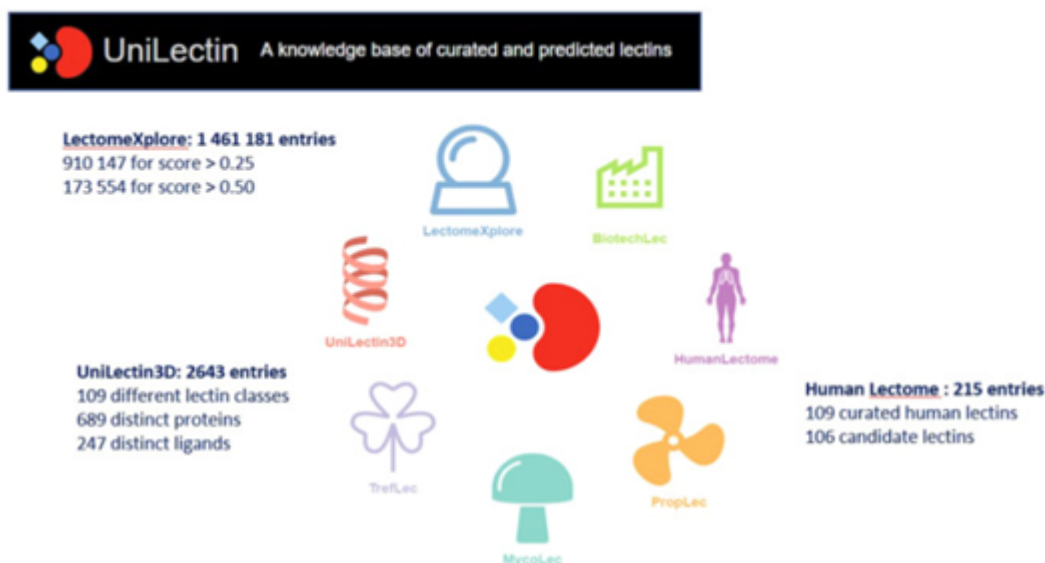 UniLectin A knowledge base of curated and predicted lectins
LectomeXplore: 1 461 181 entries
910 147 for score > 0.25
173 554 for score > 0.50
LectomeXplore
BiotechLec
UniLectin3D
HumanLectome
UniLectin3D: 2643 entries
109 different lectin classes
689 distinct proteins
247 distinct ligands
Human Lectome : 215 entries
109 curated human lectins
106 candidate lectins
TrefLec
PropLec
MycoLec